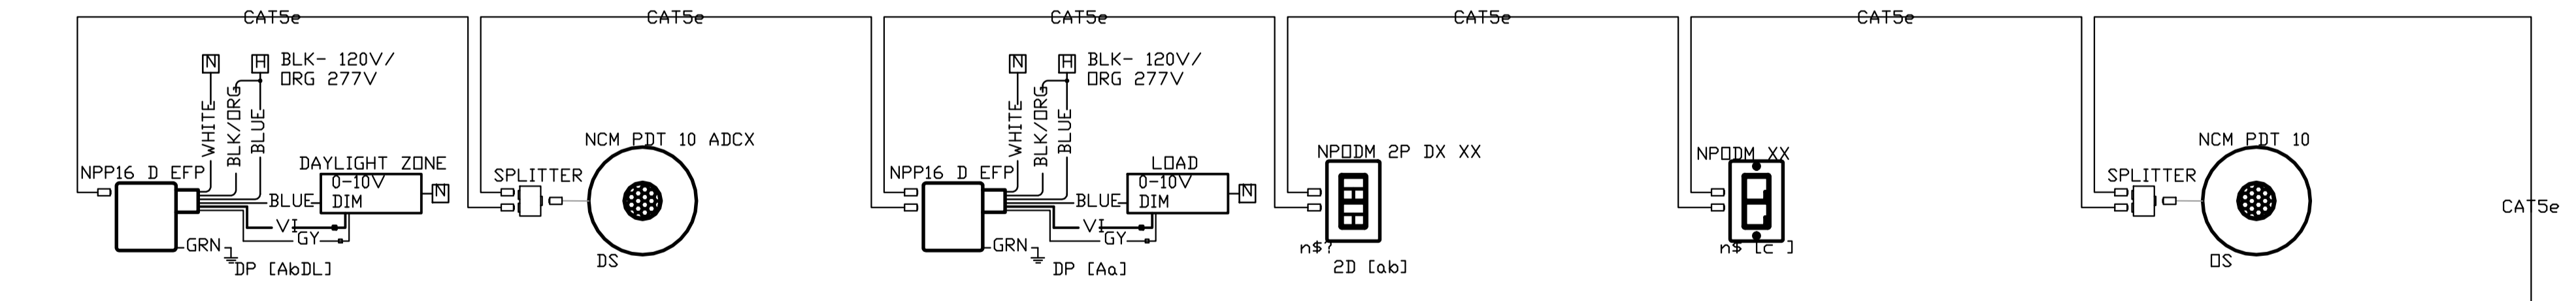 CAT5e
CAT5e
CAT5e
CAT5e
CAT5e
N
H
BLK- 120V/
ORG 277V
WHITE
BLK/ORG
BLUE
NPP16 D EFP
DAYLIGHT ZONE
0-10V
DIM
N
BLUE
VI
GY
GRN
DP [AbDL]
NCM PDT 10 ADCX
SPLITTER
DS
N
H
BLK- 120V/
ORG 277V
WHITE
BLK/ORG
BLUE
NPP16 D EFP
LOAD
0-10V
DIM
N
BLUE
VI
GY
GRN
DP [Aa]
NPODM 2P DX XX
n$?
2D [ab]
NPODM XX
n$ [c ]
NCM PDT 10
SPLITTER
OS
CAT5e